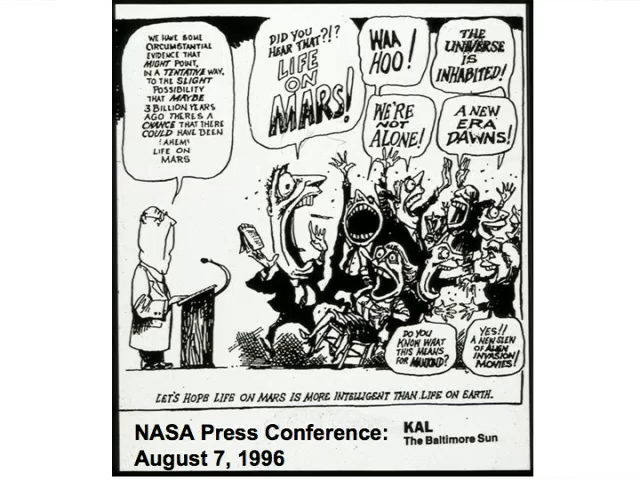 WE HAVE SOME
CIRCUMSTANTIAL
EVIDENCE THAT
MIGHT POINT,
IN A TENTATIVE WAY,
TO THE SLIGHT
POSSIBILITY
THAT MAYBE
3 BILLION YEARS
AGO THERE'S A
CHANCE THAT THERE
COULD HAVE BEEN
(AHEM)
LIFE ON
MARS
DID YOU
HEAR THAT?!?
LIFE
ON
MARS!
WAA
HOO!
THE
UNIVERSE
IS
INHABITED!
WE'RE
NOT
ALONE!
A NEW
ERA
DAWNS!
DO YOU
KNOW WHAT
THIS MEANS
FOR MANKIND?
YES!!
A NEW SLEW
OF ALIEN
INVASION
MOVIES!
LET'S HOPE LIFE ON MARS IS MORE INTELLIGENT THAN LIFE ON EARTH.
NASA Press Conference:
August 7, 1996
KAL
The Baltimore Sun